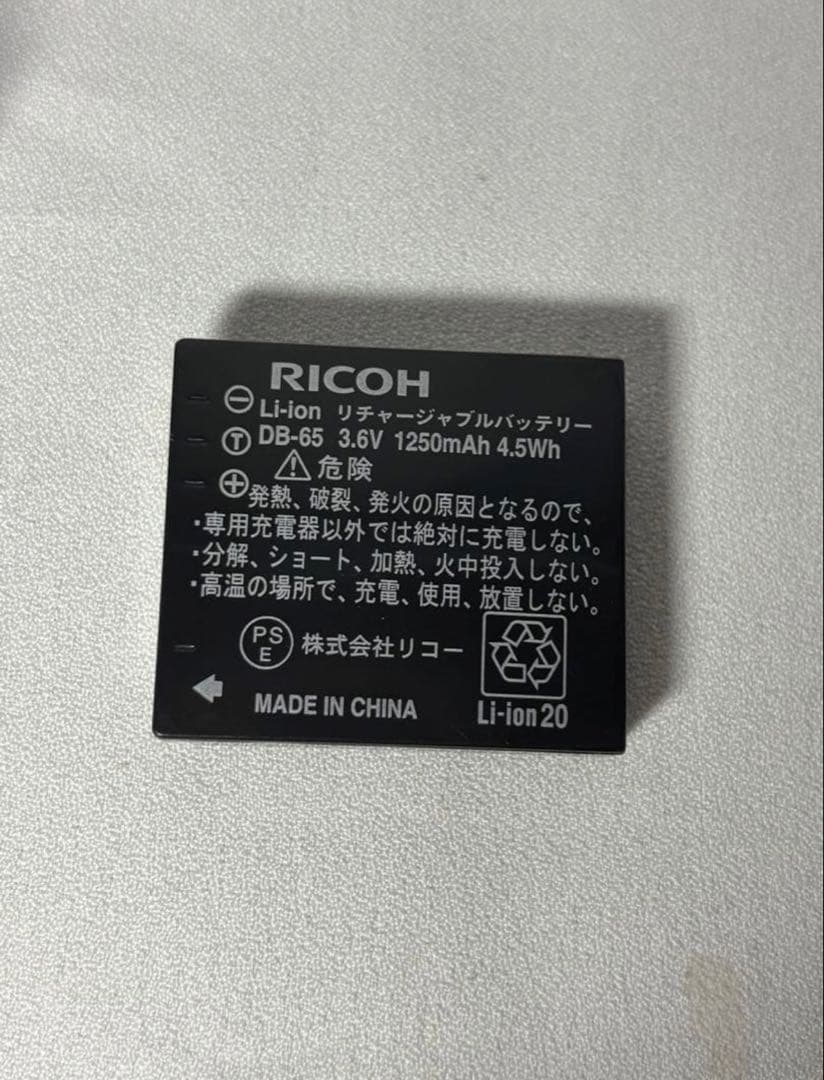 RICOH
⊖ Li-ion リチャージャブルバッテリー
Ⓣ DB-65 3.6V 1250mAh 4.5Wh
⊕ ⚠危険
発熱、破裂、発火の原因となるので、
・専用充電器以外では絶対に充電しない。
・分解、ショート、加熱、火中投入しない。
・高温の場所で、充電、使用、放置しない。
PS
E
株式会社リコー
MADE IN CHINA
Li-ion20